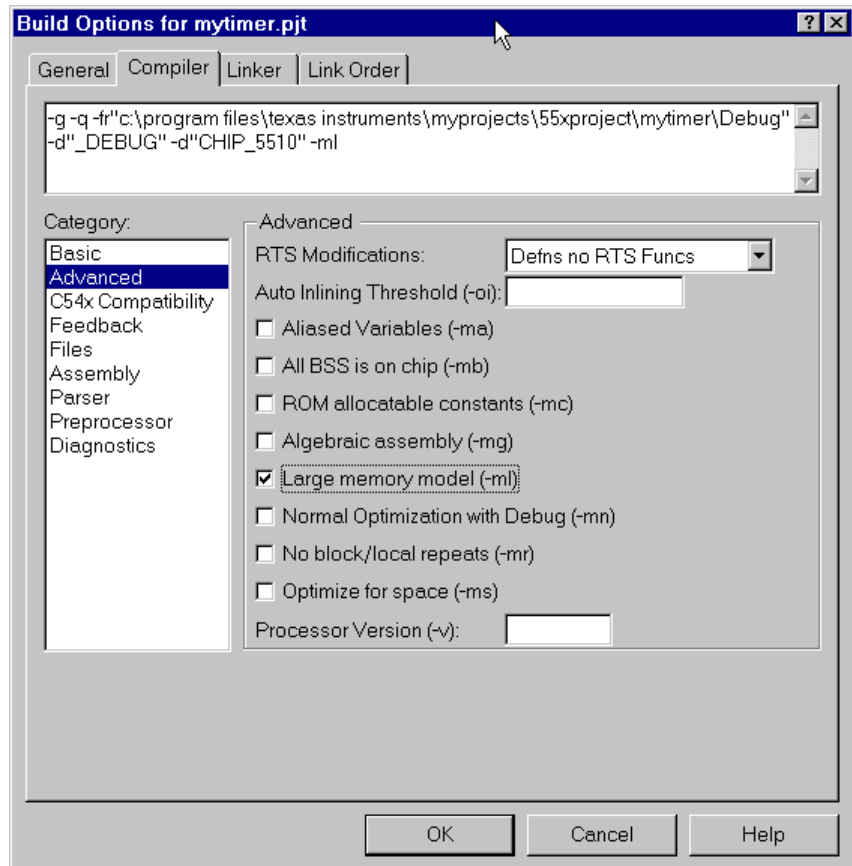 Build Options for mytimer.pjt
General Compiler Linker Link Order
-g -q -fr"c:\program files\texas instruments\myprojects\55xproject\mytimer\Debug"
-d"_DEBUG" -d"CHIP_5510" -ml
Category:
Basic
Advanced
C54x Compatibility
Feedback
Files
Assembly
Parser
Preprocessor
Diagnostics
Advanced
RTS Modifications: Defns no RTS Funcs
Auto Inlining Threshold (-oi):
Aliased Variables (-ma)
All BSS is on chip (-mb)
ROM allocatable constants (-mc)
Algebraic assembly (-mg)
Large memory model (-ml)
Normal Optimization with Debug (-mn)
No block/local repeats (-mr)
Optimize for space (-ms)
Processor Version (-v):
OK Cancel Help